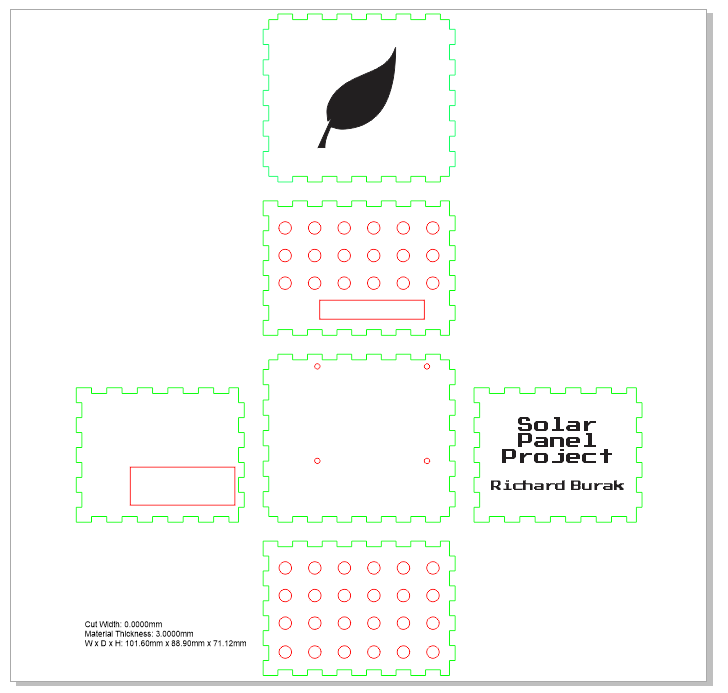 Solar
Panel
Project
Richard Burak
Cut Width: 0.0000mm
Material Thickness: 3.0000mm
W x D x H: 101.60mm x 88.90mm x 71.12mm